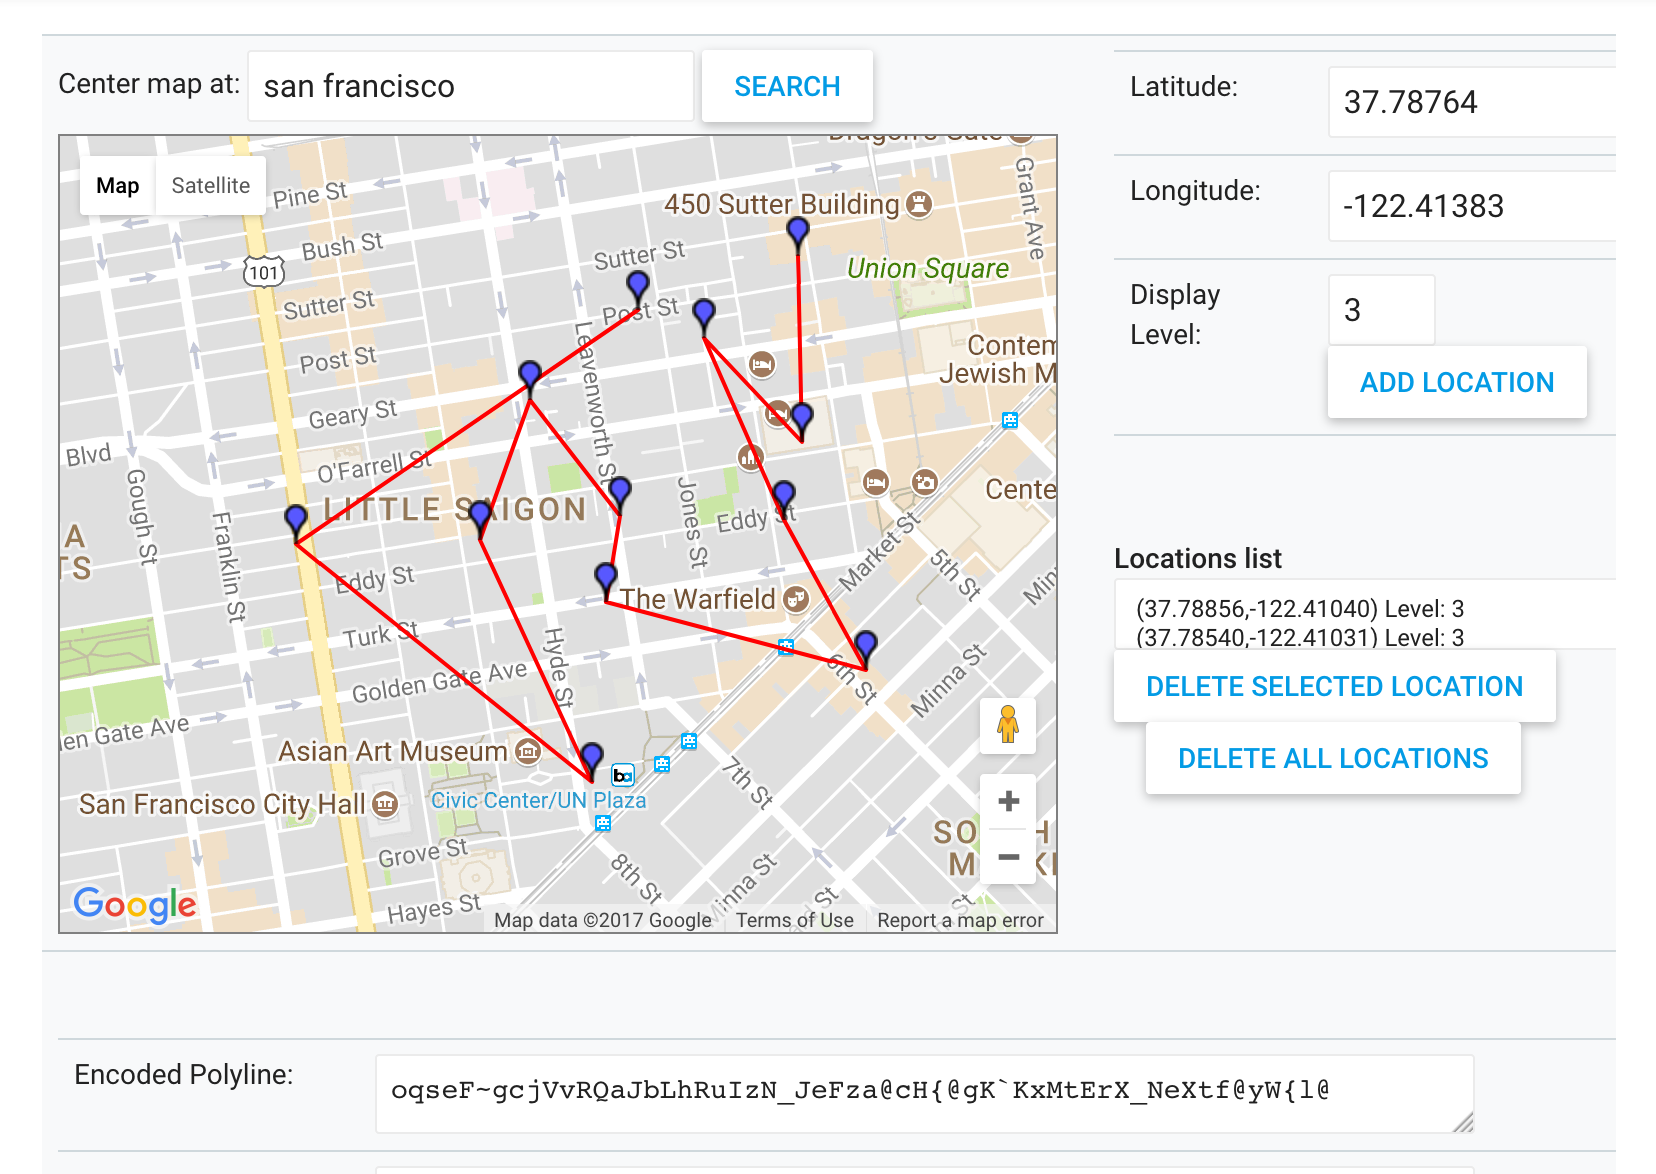 Center map at: san francisco SEARCH
Latitude: 37.78764
Longitude: -122.41383
Display
Level:
3
ADD LOCATION
Map Satellite
Pine St
450 Sutter Building
Grant Ave
Bush St
Sutter St
101
Union Square
Sutter St
Post St
Post St
Leavenworth St
Geary St
Jewish M
Blvd
O'Farrell St
Gough St
Franklin St
LITTLE SAIGON
Jones St
Eddy St
Market St
5th St
Eddy St
The Warfield
Turk St
Hyde St
Golden Gate Ave
6th St
Minna St
Asian Art Museum
7th St
San Francisco City Hall
Civic Center/UN Plaza
ba
Grove St
8th St
Minna St
Hayes St
Google
Map data ©2017 Google Terms of Use Report a map error
Locations list
(37.78856,-122.41040) Level: 3
(37.78540,-122.41031) Level: 3
DELETE SELECTED LOCATION
DELETE ALL LOCATIONS
Encoded Polyline: oqseF~gcjVvRQaJbLhRuIzN_JeFza@cH{@gK`KxMtErX_NeXtf@yW{l@